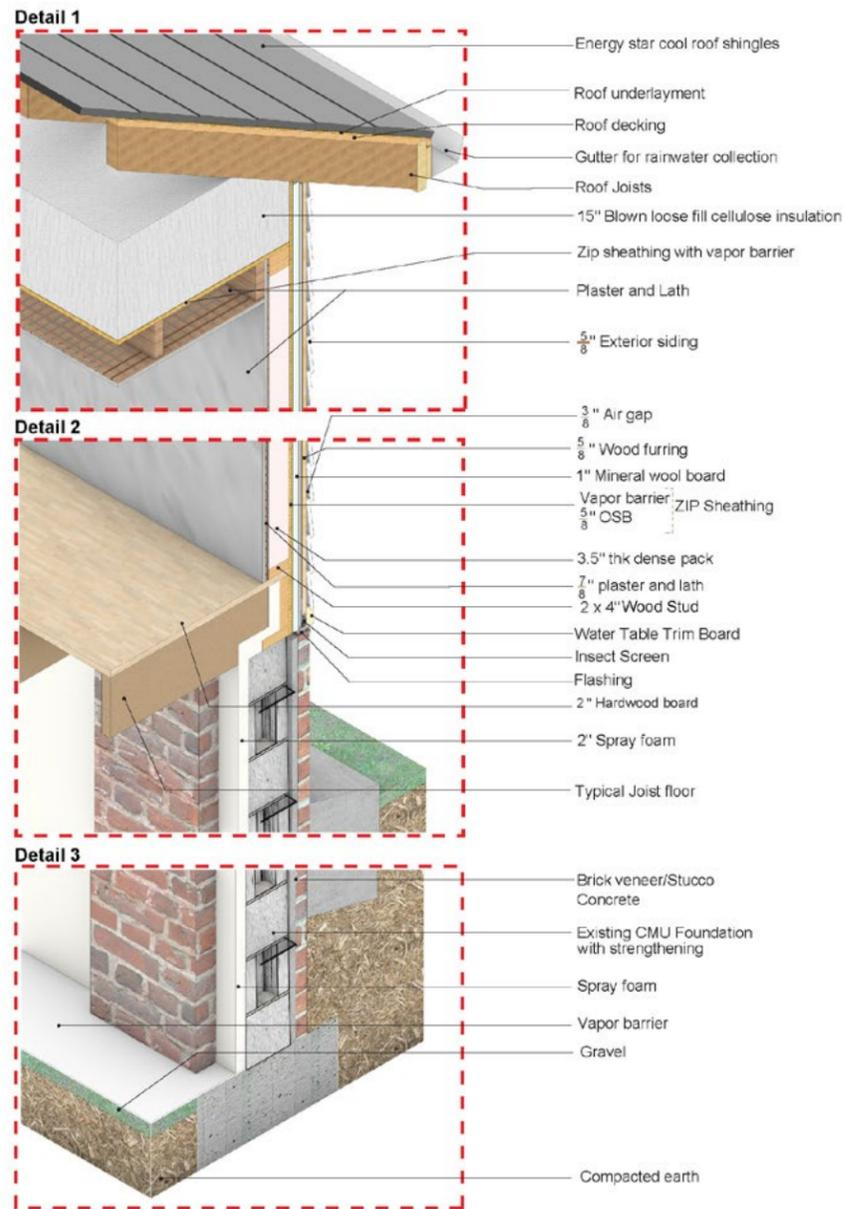 Detail 1
Energy star cool roof shingles
Roof underlayment
Roof decking
Gutter for rainwater collection
Roof Joists
15" Blown loose fill cellulose insulation
Zip sheathing with vapor barrier
Plaster and Lath
5/8" Exterior siding
3/8" Air gap
Detail 2
5/8" Wood furring
1" Mineral wool board
Vapor barrier
ZIP Sheathing
5/8" OSB
3.5" thk dense pack
7/8" plaster and lath
2 x 4" Wood Stud
Water Table Trim Board
Insect Screen
Flashing
2" Hardwood board
2" Spray foam
Typical Joist floor
Detail 3
Brick veneer/Stucco
Concrete
Existing CMU Foundation
with strengthening
Spray foam
Vapor barrier
Gravel
Compacted earth